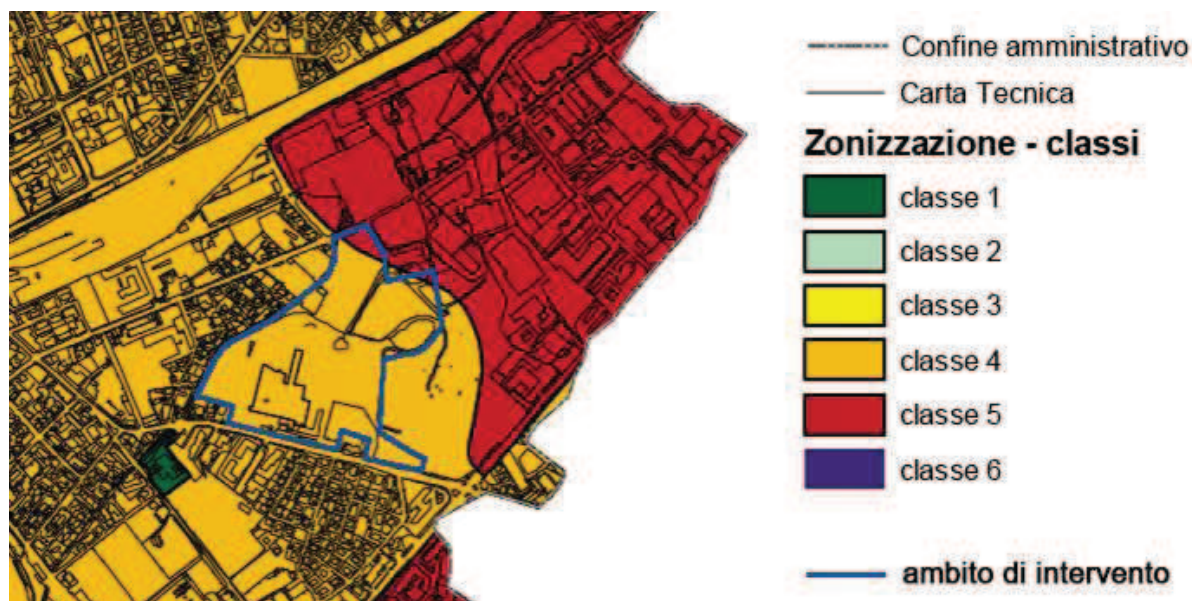 Confine amministrativo
Carta Tecnica
Zonizzazione - classi
classe 1
classe 2
classe 3
classe 4
classe 5
classe 6
ambito di intervento